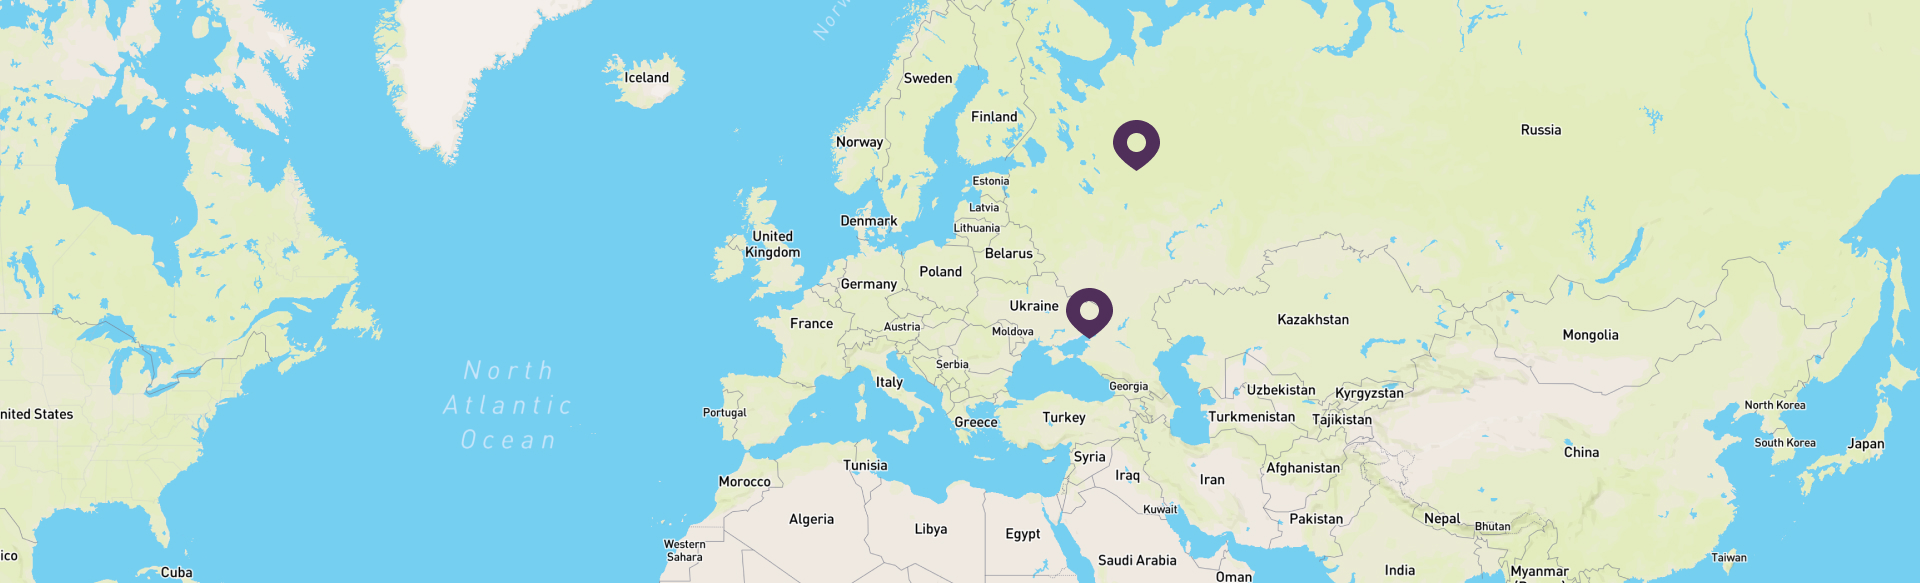 Iceland
Sweden
Finland
Norway
Russia
Estonia
Latvia
Lithuania
Denmark
United
Kingdom
Belarus
Poland
Germany
Ukraine
Kazakhstan
France
Austria
Moldova
Mongolia
North
Atlantic
Ocean
Serbia
Italy
Georgia
Uzbekistan
Kyrgyzstan
North Korea
nited States
Portugal
Greece
Turkey
Turkmenistan
Tajikistan
South Korea
Japan
China
Syria
Tunisia
Afghanistan
Iraq
Iran
Morocco
Kuwait
Algeria
Libya
Egypt
Pakistan
Nepal
Bhutan
Western
Sahara
ico
Saudi Arabia
Taiwan
Cuba
Oman
India
Myanmar